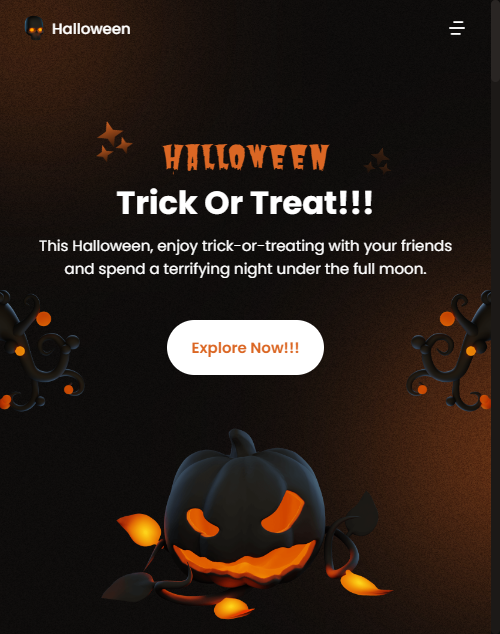 Halloween
HALLOWEEN
Trick Or Treat!!!
This Halloween, enjoy trick-or-treating with your friends
and spend a terrifying night under the full moon.
Explore Now!!!